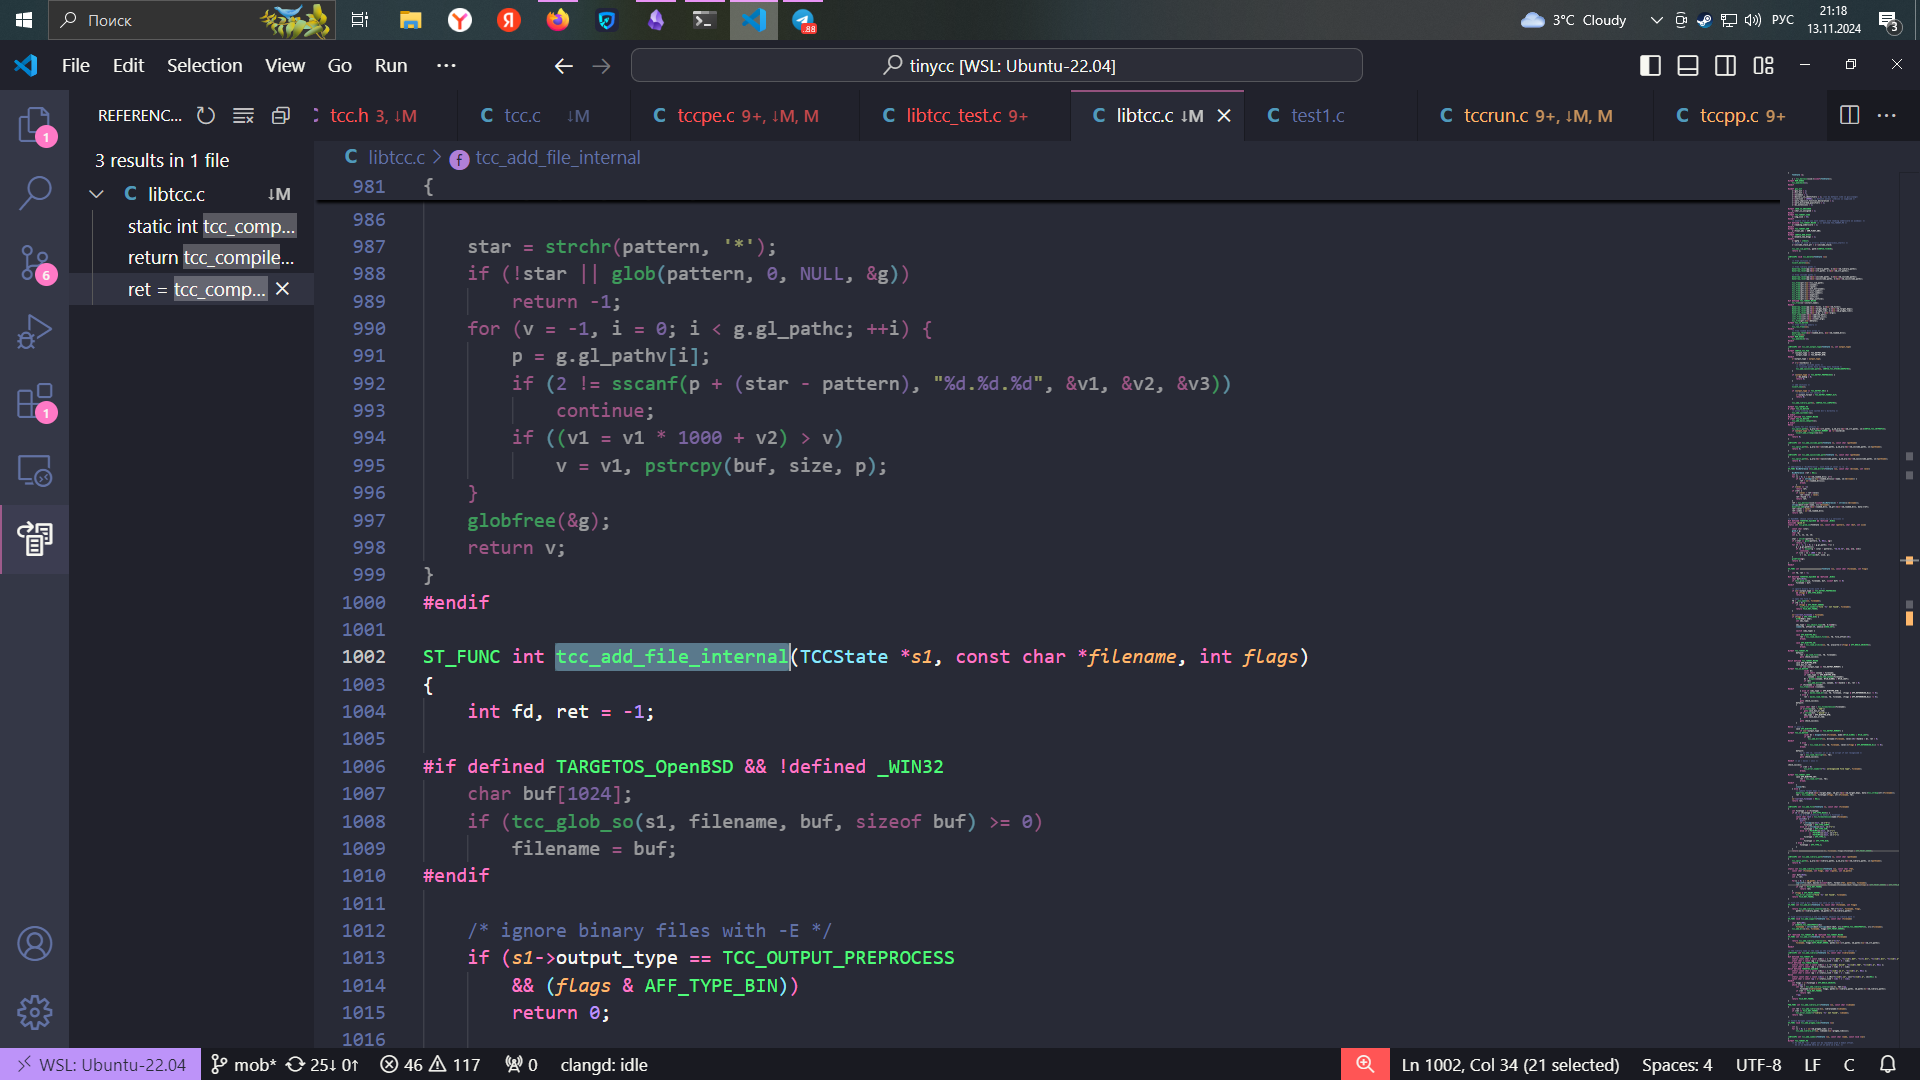 Поиск
Я
88
3°C Cloudy
РУС
21:18
13.11.2024
3
File Edit Selection View Go Run ···
tinycc [WSL: Ubuntu-22.04]
REFERENC...
C tcc.h 3, ↓M
C tcc.c ↓M
C tccpe.c 9+, ↓M, M
C libtcc_test.c 9+
C libtcc.c ↓M
C test1.c
C tccrun.c 9+, ↓M, M
C tccpp.c 9+
3 results in 1 file
C libtcc.c ↓M
static int tcc_comp...
return tcc_compile...
ret = tcc_comp...
1
6
1
C libtcc.c > f tcc_add_file_internal
981 {
986
987 star = strchr(pattern, '*');
988 if (!star || glob(pattern, 0, NULL, &g))
989 return -1;
990 for (v = -1, i = 0; i < g.gl_pathc; ++i) {
991 p = g.gl_pathv[i];
992 if (2 != sscanf(p + (star - pattern), "%d.%d.%d", &v1, &v2, &v3))
993 continue;
994 if ((v1 = v1 * 1000 + v2) > v)
995 v = v1, pstrcpy(buf, size, p);
996 }
997 globfree(&g);
998 return v;
999 }
1000 #endif
1001
1002 ST_FUNC int tcc_add_file_internal(TCCState *s1, const char *filename, int flags)
1003 {
1004 int fd, ret = -1;
1005
1006 #if defined TARGETOS_OpenBSD && !defined _WIN32
1007 char buf[1024];
1008 if (tcc_glob_so(s1, filename, buf, sizeof buf) >= 0)
1009 filename = buf;
1010 #endif
1011
1012 /* ignore binary files with -E */
1013 if (s1->output_type == TCC_OUTPUT_PREPROCESS
1014 && (flags & AFF_TYPE_BIN))
1015 return 0;
1016
WSL: Ubuntu-22.04
mob*
25↓ 0↑
46
117
0
clangd: idle
Ln 1002, Col 34 (21 selected)
Spaces: 4
UTF-8
LF
C